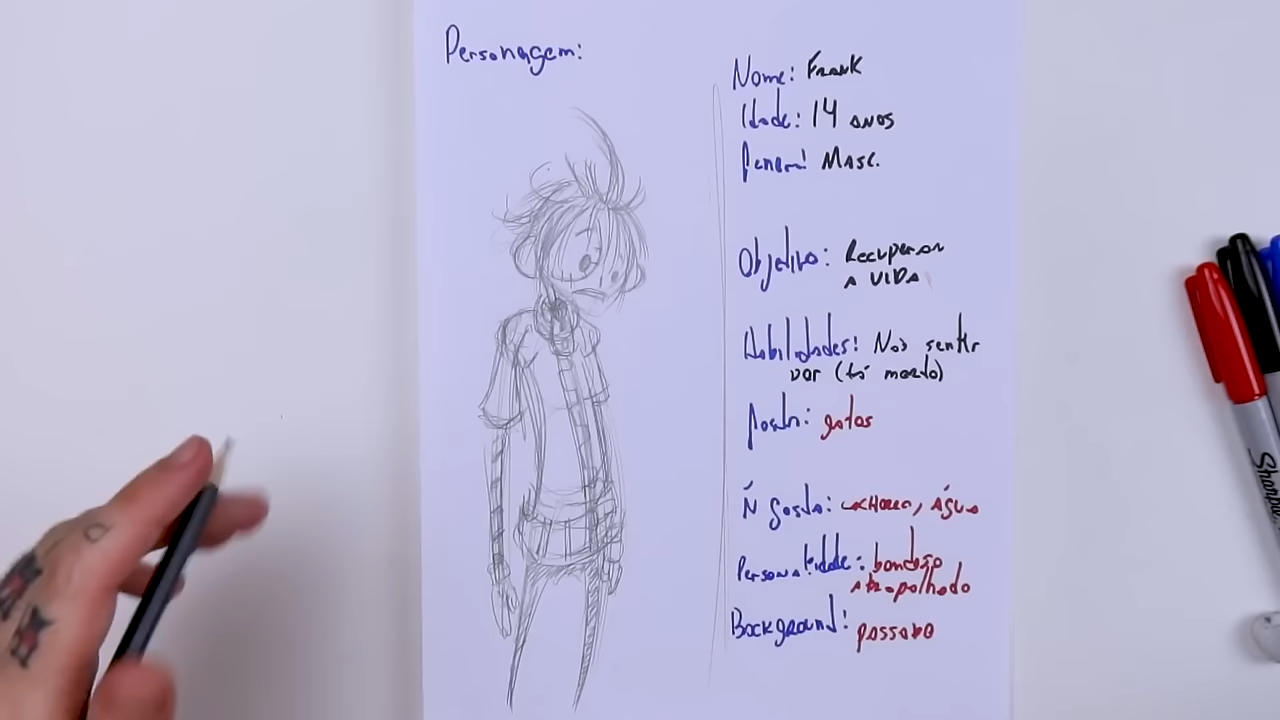 Personagem:
Nome: Frank
Idade: 14 anos
Genero: Masc.
Objetivo: Recuperar
a vida
Habilidades: Não sentir
dor (tá morto)
Gosta: gatos
Ñ gosta: cachorro, água
Personalidade: bondoso
atrapalhado
Background: passado
Sharpie